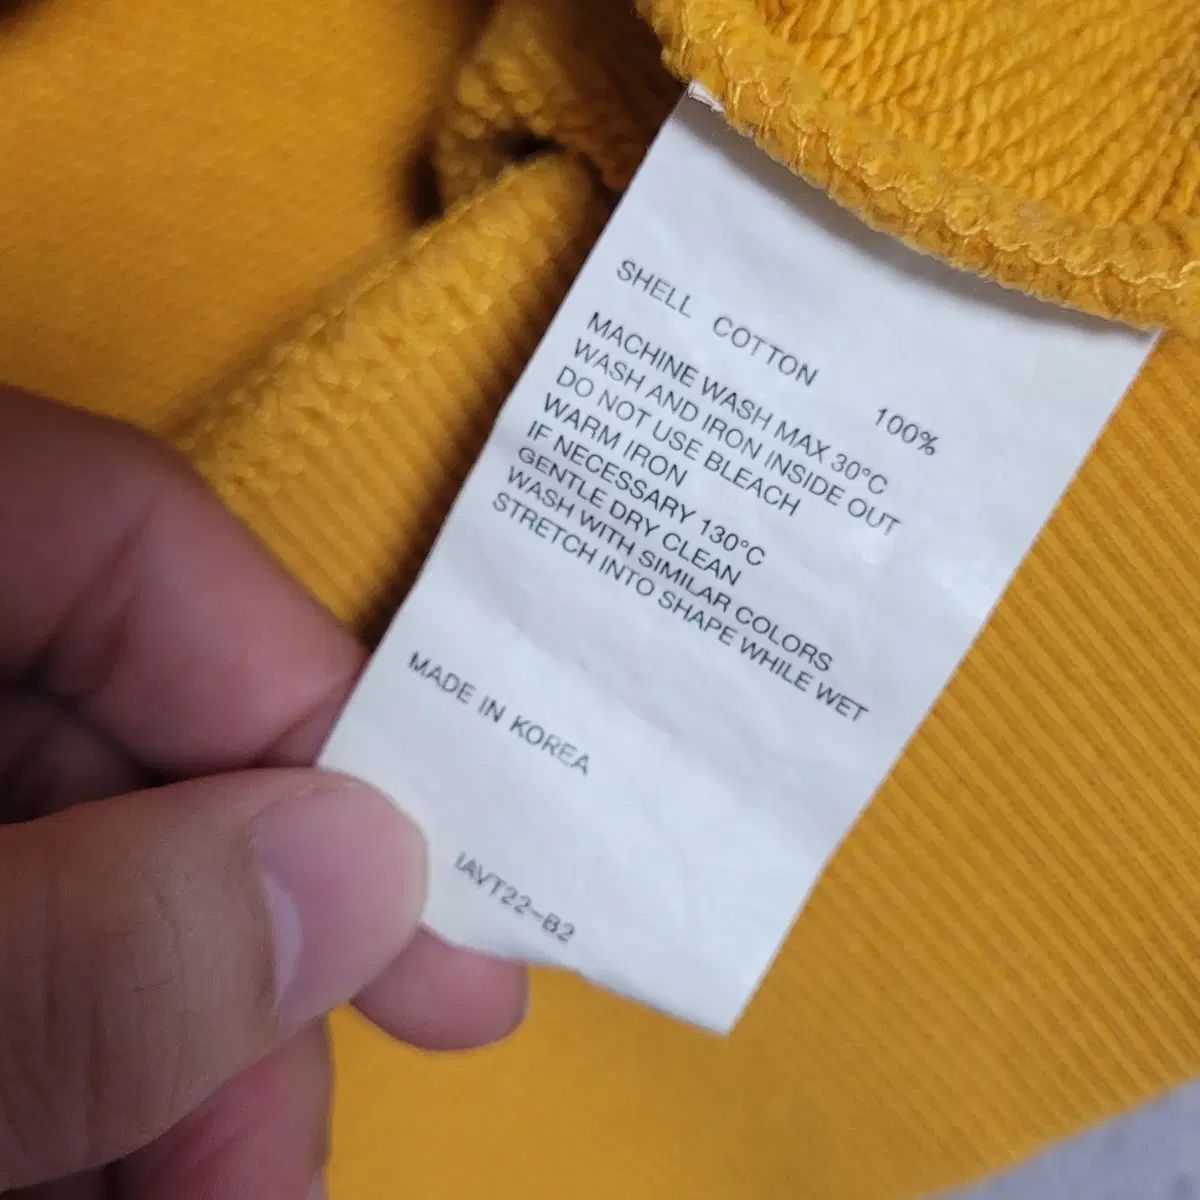 SHELL COTTON 100%
MACHINE WASH MAX 30°C
WASH AND IRON INSIDE OUT
DO NOT USE BLEACH
WARM IRON
IF NECESSARY 130°C
GENTLE DRY CLEAN
WASH WITH SIMILAR COLORS
STRETCH INTO SHAPE WHILE WET
MADE IN KOREA
IAVT22-B2